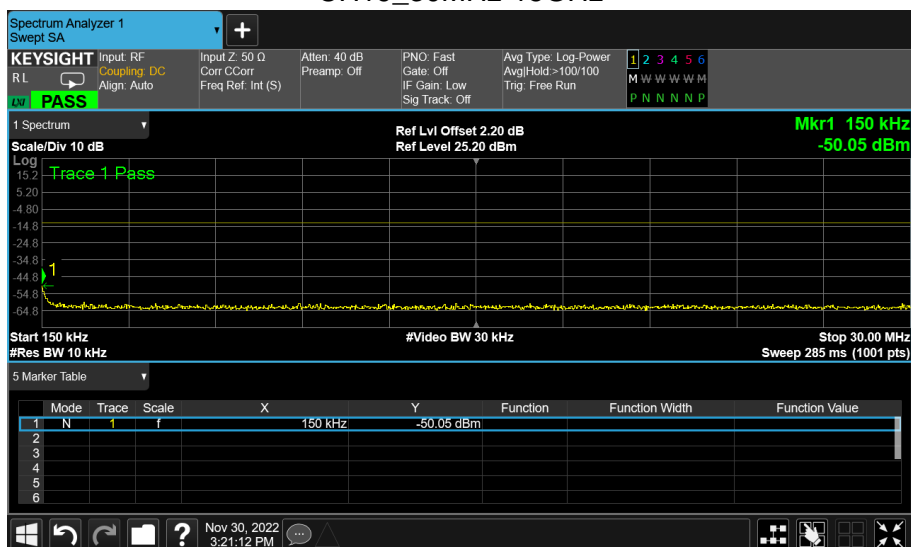 Spectrum Analyzer 1
Swept SA
+
KEYSIGHT Input: RF
RL Coupling: DC
Align: Auto
LXI PASS
Input Z: 50 Ω
Corr CCorr
Freq Ref: Int (S)
Atten: 40 dB
Preamp: Off
PNO: Fast
Gate: Off
IF Gain: Low
Sig Track: Off
Avg Type: Log-Power
Avg|Hold:>100/100
Trig: Free Run
1 2 3 4 5 6
M W W W W M
P N N N N P
1 Spectrum
Scale/Div 10 dB
Ref Lvl Offset 2.20 dB
Ref Level 25.20 dBm
Mkr1 150 kHz
-50.05 dBm
Log
Trace 1 Pass
15.2
5.20
-4.80
-14.8
-24.8
-34.8
-44.8
-54.8
-64.8
1
Start 150 kHz
#Res BW 10 kHz
#Video BW 30 kHz
Stop 30.00 MHz
Sweep 285 ms (1001 pts)
5 Marker Table
Mode Trace Scale X Y Function Function Width Function Value
1 N 1 f 150 kHz -50.05 dBm
2
3
4
5
6
?
Nov 30, 2022
3:21:12 PM